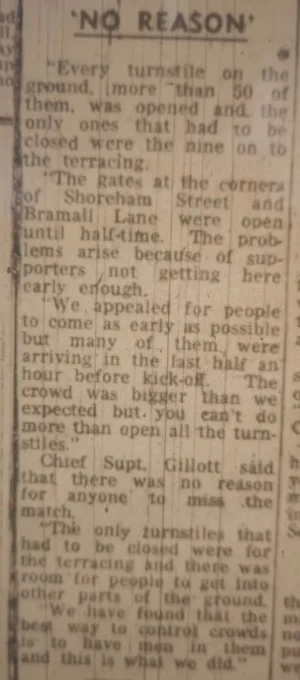 'NO REASON'
"Every turnstile on the
ground, more than 50 of
them, was opened and the
only ones that had to be
closed were the nine on to
the terracing.
"The gates at the corners
of Shoreham Street and
Bramall Lane were open
until half-time. The prob-
lems arise because of sup-
porters not getting here
early enough.
"We appealed for people
to come as early as possible
but many of them were
arriving in the last half an
hour before kick-off. The
crowd was bigger than we
expected but you can't do
more than open all the turn-
stiles."
Chief Supt. Gillott said
that there was no reason
for anyone to miss the
match.
"The only turnstiles that
had to be closed were for
the terracing and there was
room for people to get into
other parts of the ground.
"We have found that the
best way to control crowds
is to have men in them
and this is what we did."